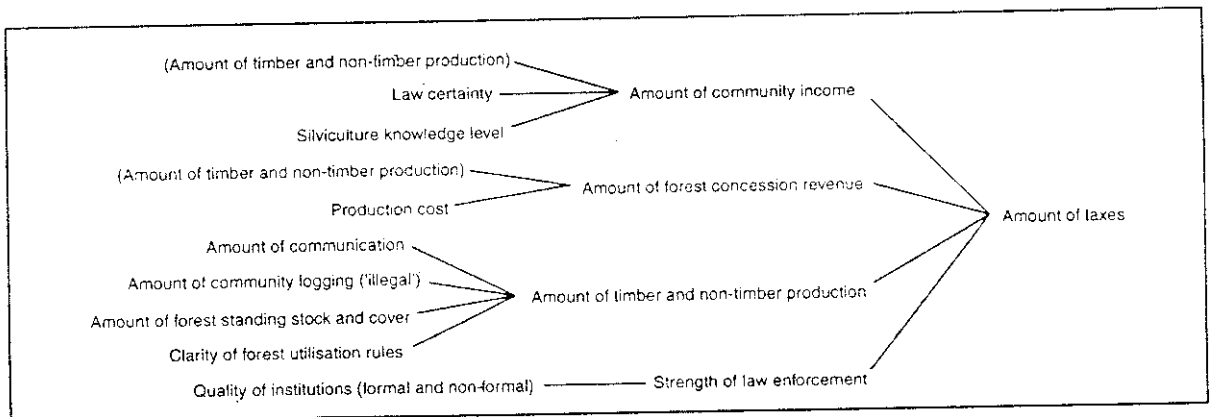 (Amount of timber and non-timber production)
Law certainty
Amount of community income
Silviculture knowledge level
(Amount of timber and non-timber production)
Amount of forest concession revenue
Production cost
Amount of taxes
Amount of communication
Amount of community logging ('illegal')
Amount of timber and non-timber production
Amount of forest standing stock and cover
Clarity of forest utilisation rules
Quality of institutions (formal and non-formal)
Strength of law enforcement